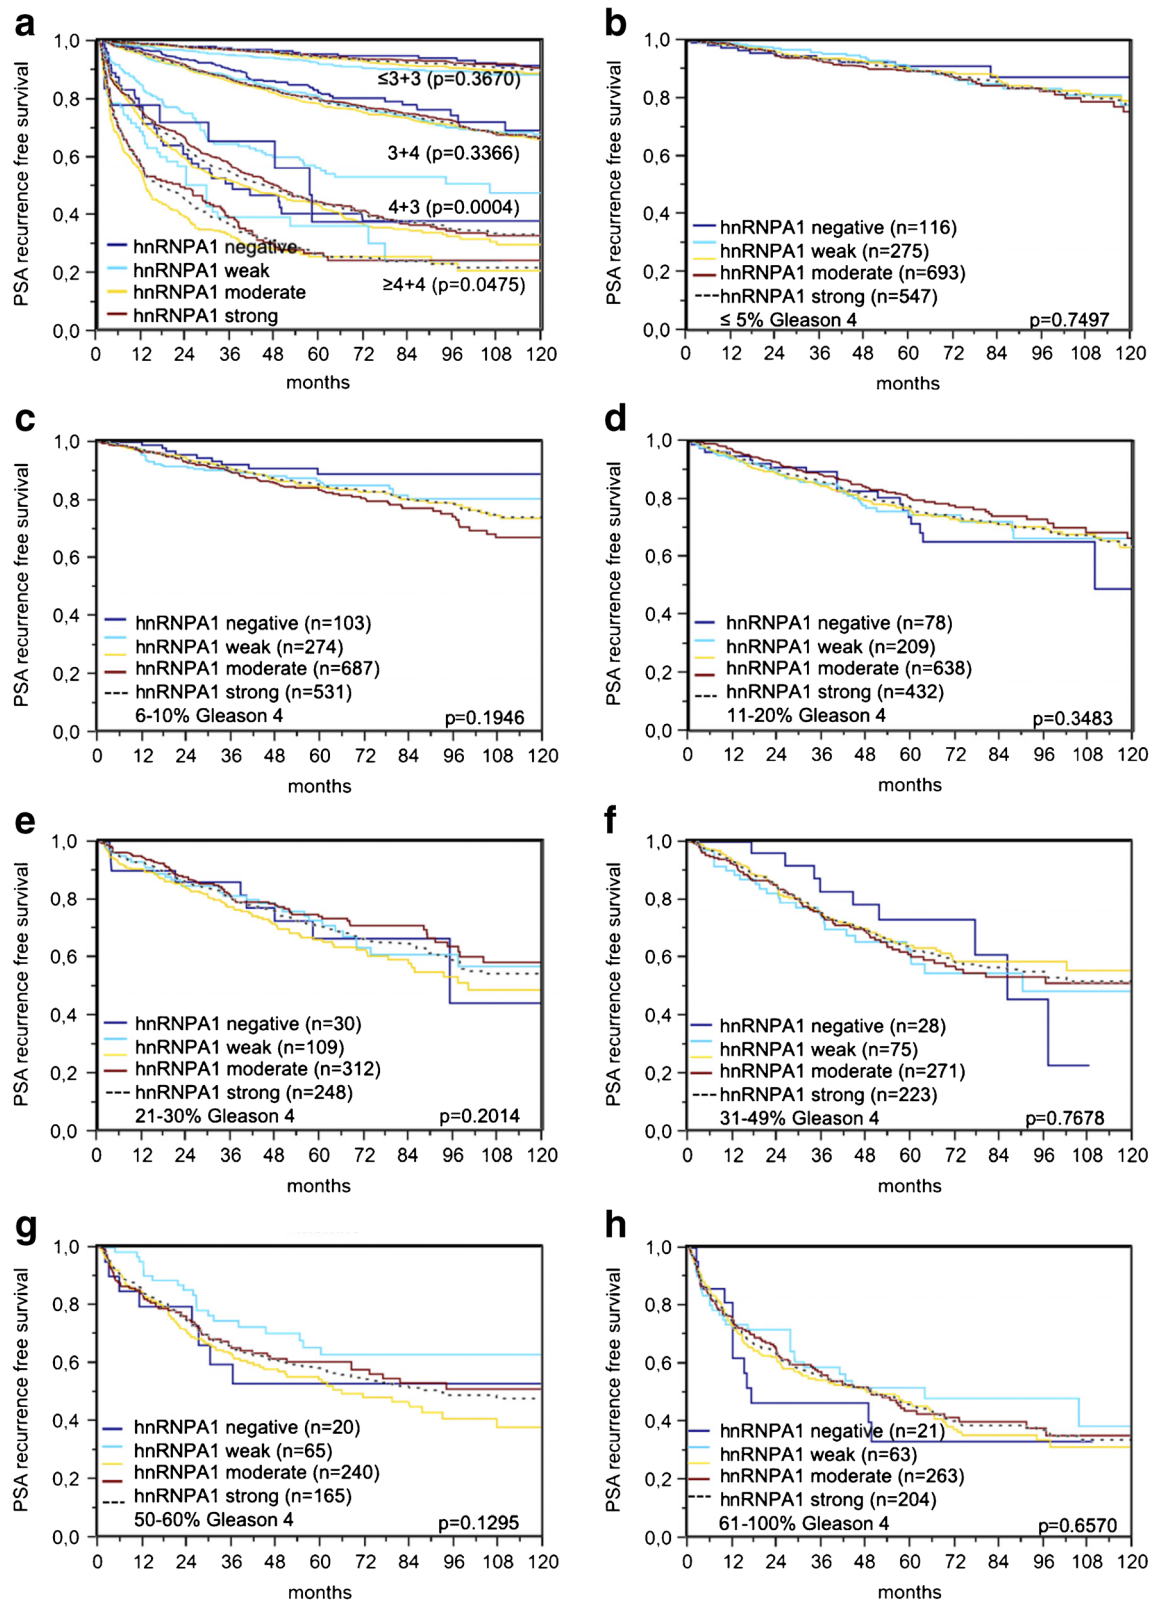 a
PSA recurrence free survival
1,0
0,8
0,6
0,4
0,2
0,0
≤3+3 (p=0.3670)
3+4 (p=0.3366)
4+3 (p=0.0004)
≥4+4 (p=0.0475)
hnRNPA1 negative
hnRNPA1 weak
hnRNPA1 moderate
hnRNPA1 strong
0 12 24 36 48 60 72 84 96 108 120
months
b
PSA recurrence free survival
1,0
0,8
0,6
0,4
0,2
0,0
hnRNPA1 negative (n=116)
hnRNPA1 weak (n=275)
hnRNPA1 moderate (n=693)
hnRNPA1 strong (n=547)
≤ 5% Gleason 4 p=0.7497
0 12 24 36 48 60 72 84 96 108 120
months
c
PSA recurrence free survival
1,0
0,8
0,6
0,4
0,2
0,0
hnRNPA1 negative (n=103)
hnRNPA1 weak (n=274)
hnRNPA1 moderate (n=687)
hnRNPA1 strong (n=531)
6-10% Gleason 4 p=0.1946
0 12 24 36 48 60 72 84 96 108 120
months
d
PSA recurrence free survival
1,0
0,8
0,6
0,4
0,2
0,0
hnRNPA1 negative (n=78)
hnRNPA1 weak (n=209)
hnRNPA1 moderate (n=638)
hnRNPA1 strong (n=432)
11-20% Gleason 4 p=0.3483
0 12 24 36 48 60 72 84 96 108 120
months
e
PSA recurrence free survival
1,0
0,8
0,6
0,4
0,2
0,0
hnRNPA1 negative (n=30)
hnRNPA1 weak (n=109)
hnRNPA1 moderate (n=312)
hnRNPA1 strong (n=248)
21-30% Gleason 4 p=0.2014
0 12 24 36 48 60 72 84 96 108 120
months
f
PSA recurrence free survival
1,0
0,8
0,6
0,4
0,2
0,0
hnRNPA1 negative (n=28)
hnRNPA1 weak (n=75)
hnRNPA1 moderate (n=271)
hnRNPA1 strong (n=223)
31-49% Gleason 4 p=0.7678
0 12 24 36 48 60 72 84 96 108 120
months
g
PSA recurrence free survival
1,0
0,8
0,6
0,4
0,2
0,0
hnRNPA1 negative (n=20)
hnRNPA1 weak (n=65)
hnRNPA1 moderate (n=240)
hnRNPA1 strong (n=165)
50-60% Gleason 4 p=0.1295
0 12 24 36 48 60 72 84 96 108 120
months
h
PSA recurrence free survival
1,0
0,8
0,6
0,4
0,2
0,0
hnRNPA1 negative (n=21)
hnRNPA1 weak (n=63)
hnRNPA1 moderate (n=263)
hnRNPA1 strong (n=204)
61-100% Gleason 4 p=0.6570
0 12 24 36 48 60 72 84 96 108 120
months